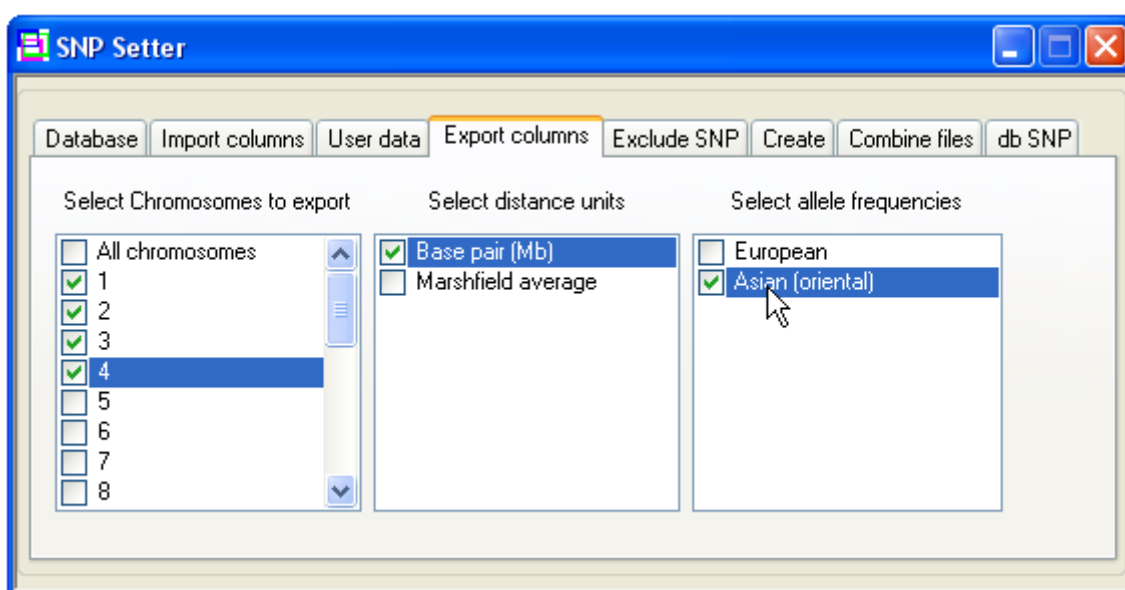 SNP Setter
Database Import columns User data Export columns Exclude SNP Create Combine files db SNP
Select Chromosomes to export
All chromosomes
1
2
3
4
5
6
7
8
Select distance units
Base pair (Mb)
Marshfield average
Select allele frequencies
European
Asian (oriental)